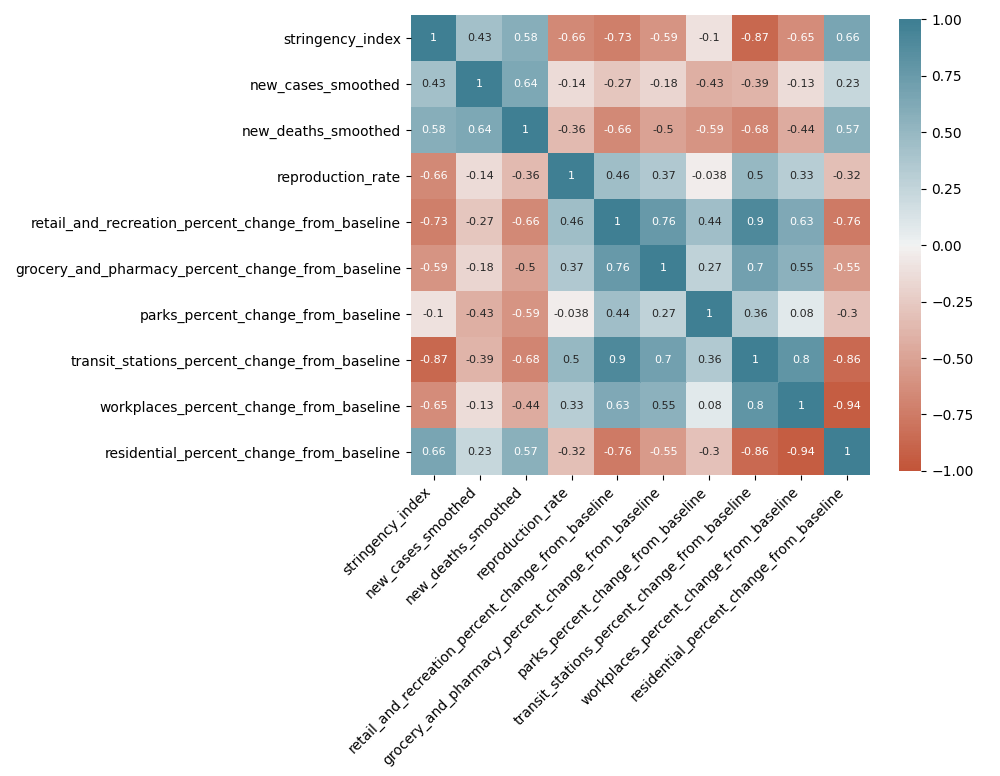 stringency_index 1 0.43 0.58 -0.66 -0.73 -0.59 -0.1 -0.87 -0.65 0.66
new_cases_smoothed 0.43 1 0.64 -0.14 -0.27 -0.18 -0.43 -0.39 -0.13 0.23
new_deaths_smoothed 0.58 0.64 1 -0.36 -0.66 -0.5 -0.59 -0.68 -0.44 0.57
reproduction_rate -0.66 -0.14 -0.36 1 0.46 0.37 -0.038 0.5 0.33 -0.32
retail_and_recreation_percent_change_from_baseline -0.73 -0.27 -0.66 0.46 1 0.76 0.44 0.9 0.63 -0.76
grocery_and_pharmacy_percent_change_from_baseline -0.59 -0.18 -0.5 0.37 0.76 1 0.27 0.7 0.55 -0.55
parks_percent_change_from_baseline -0.1 -0.43 -0.59 -0.038 0.44 0.27 1 0.36 0.08 -0.3
transit_stations_percent_change_from_baseline -0.87 -0.39 -0.68 0.5 0.9 0.7 0.36 1 0.8 -0.86
workplaces_percent_change_from_baseline -0.65 -0.13 -0.44 0.33 0.63 0.55 0.08 0.8 1 -0.94
residential_percent_change_from_baseline 0.66 0.23 0.57 -0.32 -0.76 -0.55 -0.3 -0.86 -0.94 1
stringency_index
new_cases_smoothed
new_deaths_smoothed
reproduction_rate
retail_and_recreation_percent_change_from_baseline
grocery_and_pharmacy_percent_change_from_baseline
parks_percent_change_from_baseline
transit_stations_percent_change_from_baseline
workplaces_percent_change_from_baseline
residential_percent_change_from_baseline
1.00
0.75
0.50
0.25
0.00
−0.25
−0.50
−0.75
−1.00